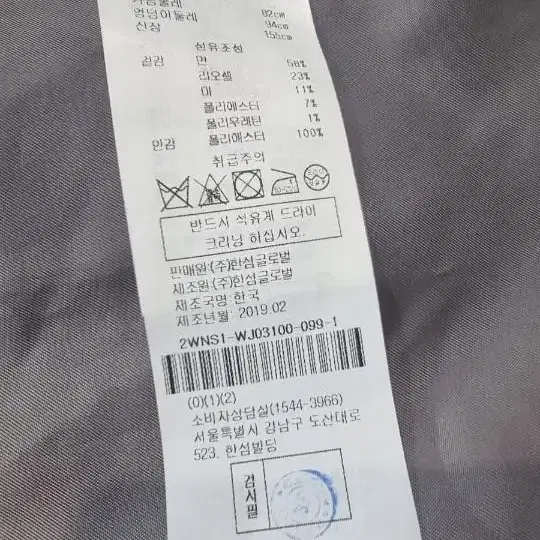 가슴둘레 82cm
엉덩이둘레 94cm
신장 155cm
섬유조성
겉감 면 58%
라오셀 23%
마 11%
폴리에스터 7%
폴리우레탄 1%
안감 폴리에스터 100%
취급주의
반드시 석유계 드라이
크리닝 하십시오.
판매원:(주)한섬글로벌
제조원:(주)한섬글로벌
제조국명:한국
제조년월: 2019.02
2WNS1-WJ03100-099-1
(0)(1)(2)
소비자상담실(1544-3966)
서울특별시 강남구 도산대로
523, 한섬빌딩
검사필